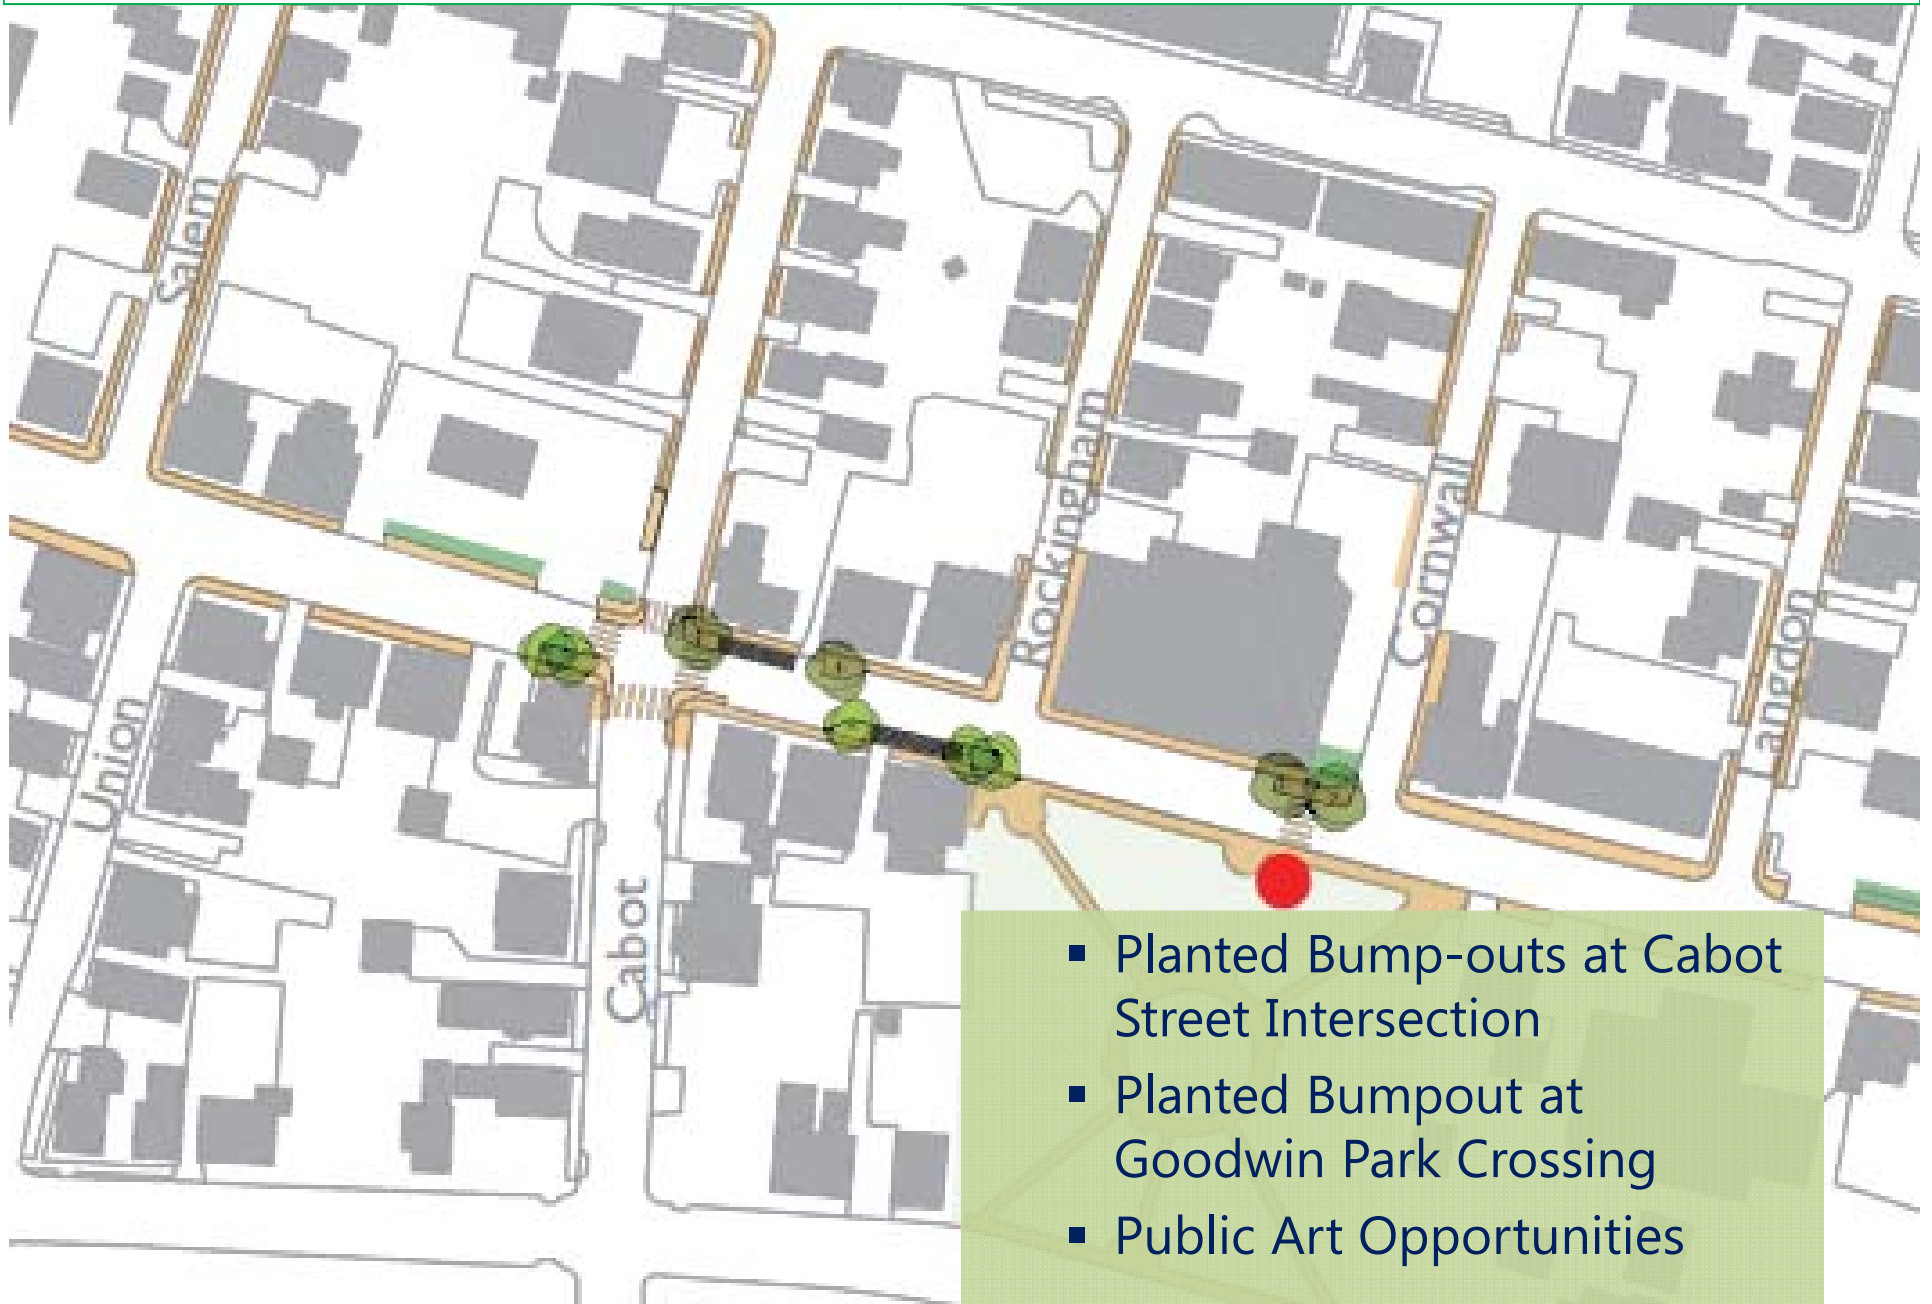 Salem
Rockingham
Cornwall
Langdon
Union
Cabot
▪ Planted Bump-outs at Cabot
Street Intersection
▪ Planted Bumpout at
Goodwin Park Crossing
▪ Public Art Opportunities